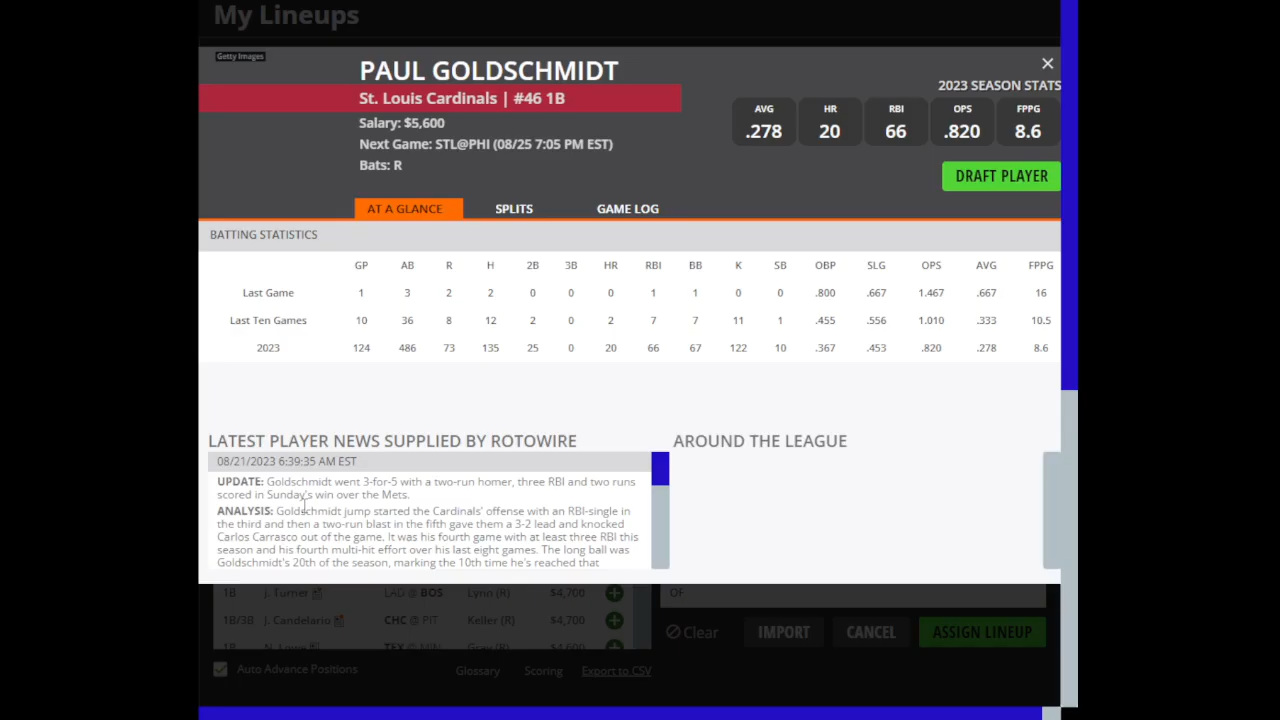 My Lineups
Getty Images
PAUL GOLDSCHMIDT
St. Louis Cardinals | #46 1B
Salary: $5,600
Next Game: STL@PHI (08/25 7:05 PM EST)
Bats: R
×
2023 SEASON STATS
AVG HR RBI OPS FPPG
.278 20 66 .820 8.6
DRAFT PLAYER
AT A GLANCE SPLITS GAME LOG
BATTING STATISTICS
GP AB R H 2B 3B HR RBI BB K SB OBP SLG OPS AVG FPPG
Last Game 1 3 2 2 0 0 0 1 1 0 0 .800 .667 1.467 .667 16
Last Ten Games 10 36 8 12 2 0 2 7 7 11 1 .455 .556 1.010 .333 10.5
2023 124 486 73 135 25 0 20 66 67 122 10 .367 .453 .820 .278 8.6
LATEST PLAYER NEWS SUPPLIED BY ROTOWIRE
08/21/2023 6:39:35 AM EST
UPDATE: Goldschmidt went 3-for-5 with a two-run homer, three RBI and two runs
scored in Sunday's win over the Mets.
ANALYSIS: Goldschmidt jump started the Cardinals' offense with an RBI-single in
the third and then a two-run blast in the fifth gave them a 3-2 lead and knocked
Carlos Carrasco out of the game. It was his fourth game with at least three RBI this
season and his fourth multi-hit effort over his last eight games. The long ball was
Goldschmidt's 20th of the season, marking the 10th time he's reached that
AROUND THE LEAGUE
1B J. Turner LAD @ BOS Lynn (R) $4,700
1B/3B J. Candelario CHC @ PIT Keller (R) $4,700
1B TEX @ MIN Gray (R) $4,600
OF
Clear IMPORT CANCEL ASSIGN LINEUP
Auto Advance Positions Glossary Scoring Export to CSV